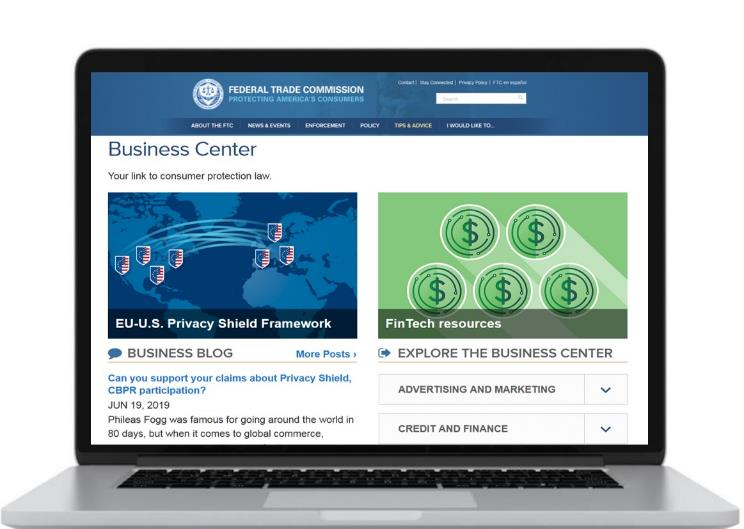 Contact | Stay Connected | Privacy Policy | FTC en español
FEDERAL TRADE COMMISSION
PROTECTING AMERICA'S CONSUMERS
Search
ABOUT THE FTC
NEWS & EVENTS
ENFORCEMENT
POLICY
TIPS & ADVICE
I WOULD LIKE TO...
Business Center
Your link to consumer protection law.
EU-U.S. Privacy Shield Framework
FinTech resources
BUSINESS BLOG
More Posts ›
Can you support your claims about Privacy Shield,
CBPR participation?
JUN 19, 2019
Phileas Fogg was famous for going around the world in
80 days, but when it comes to global commerce,
EXPLORE THE BUSINESS CENTER
ADVERTISING AND MARKETING
CREDIT AND FINANCE